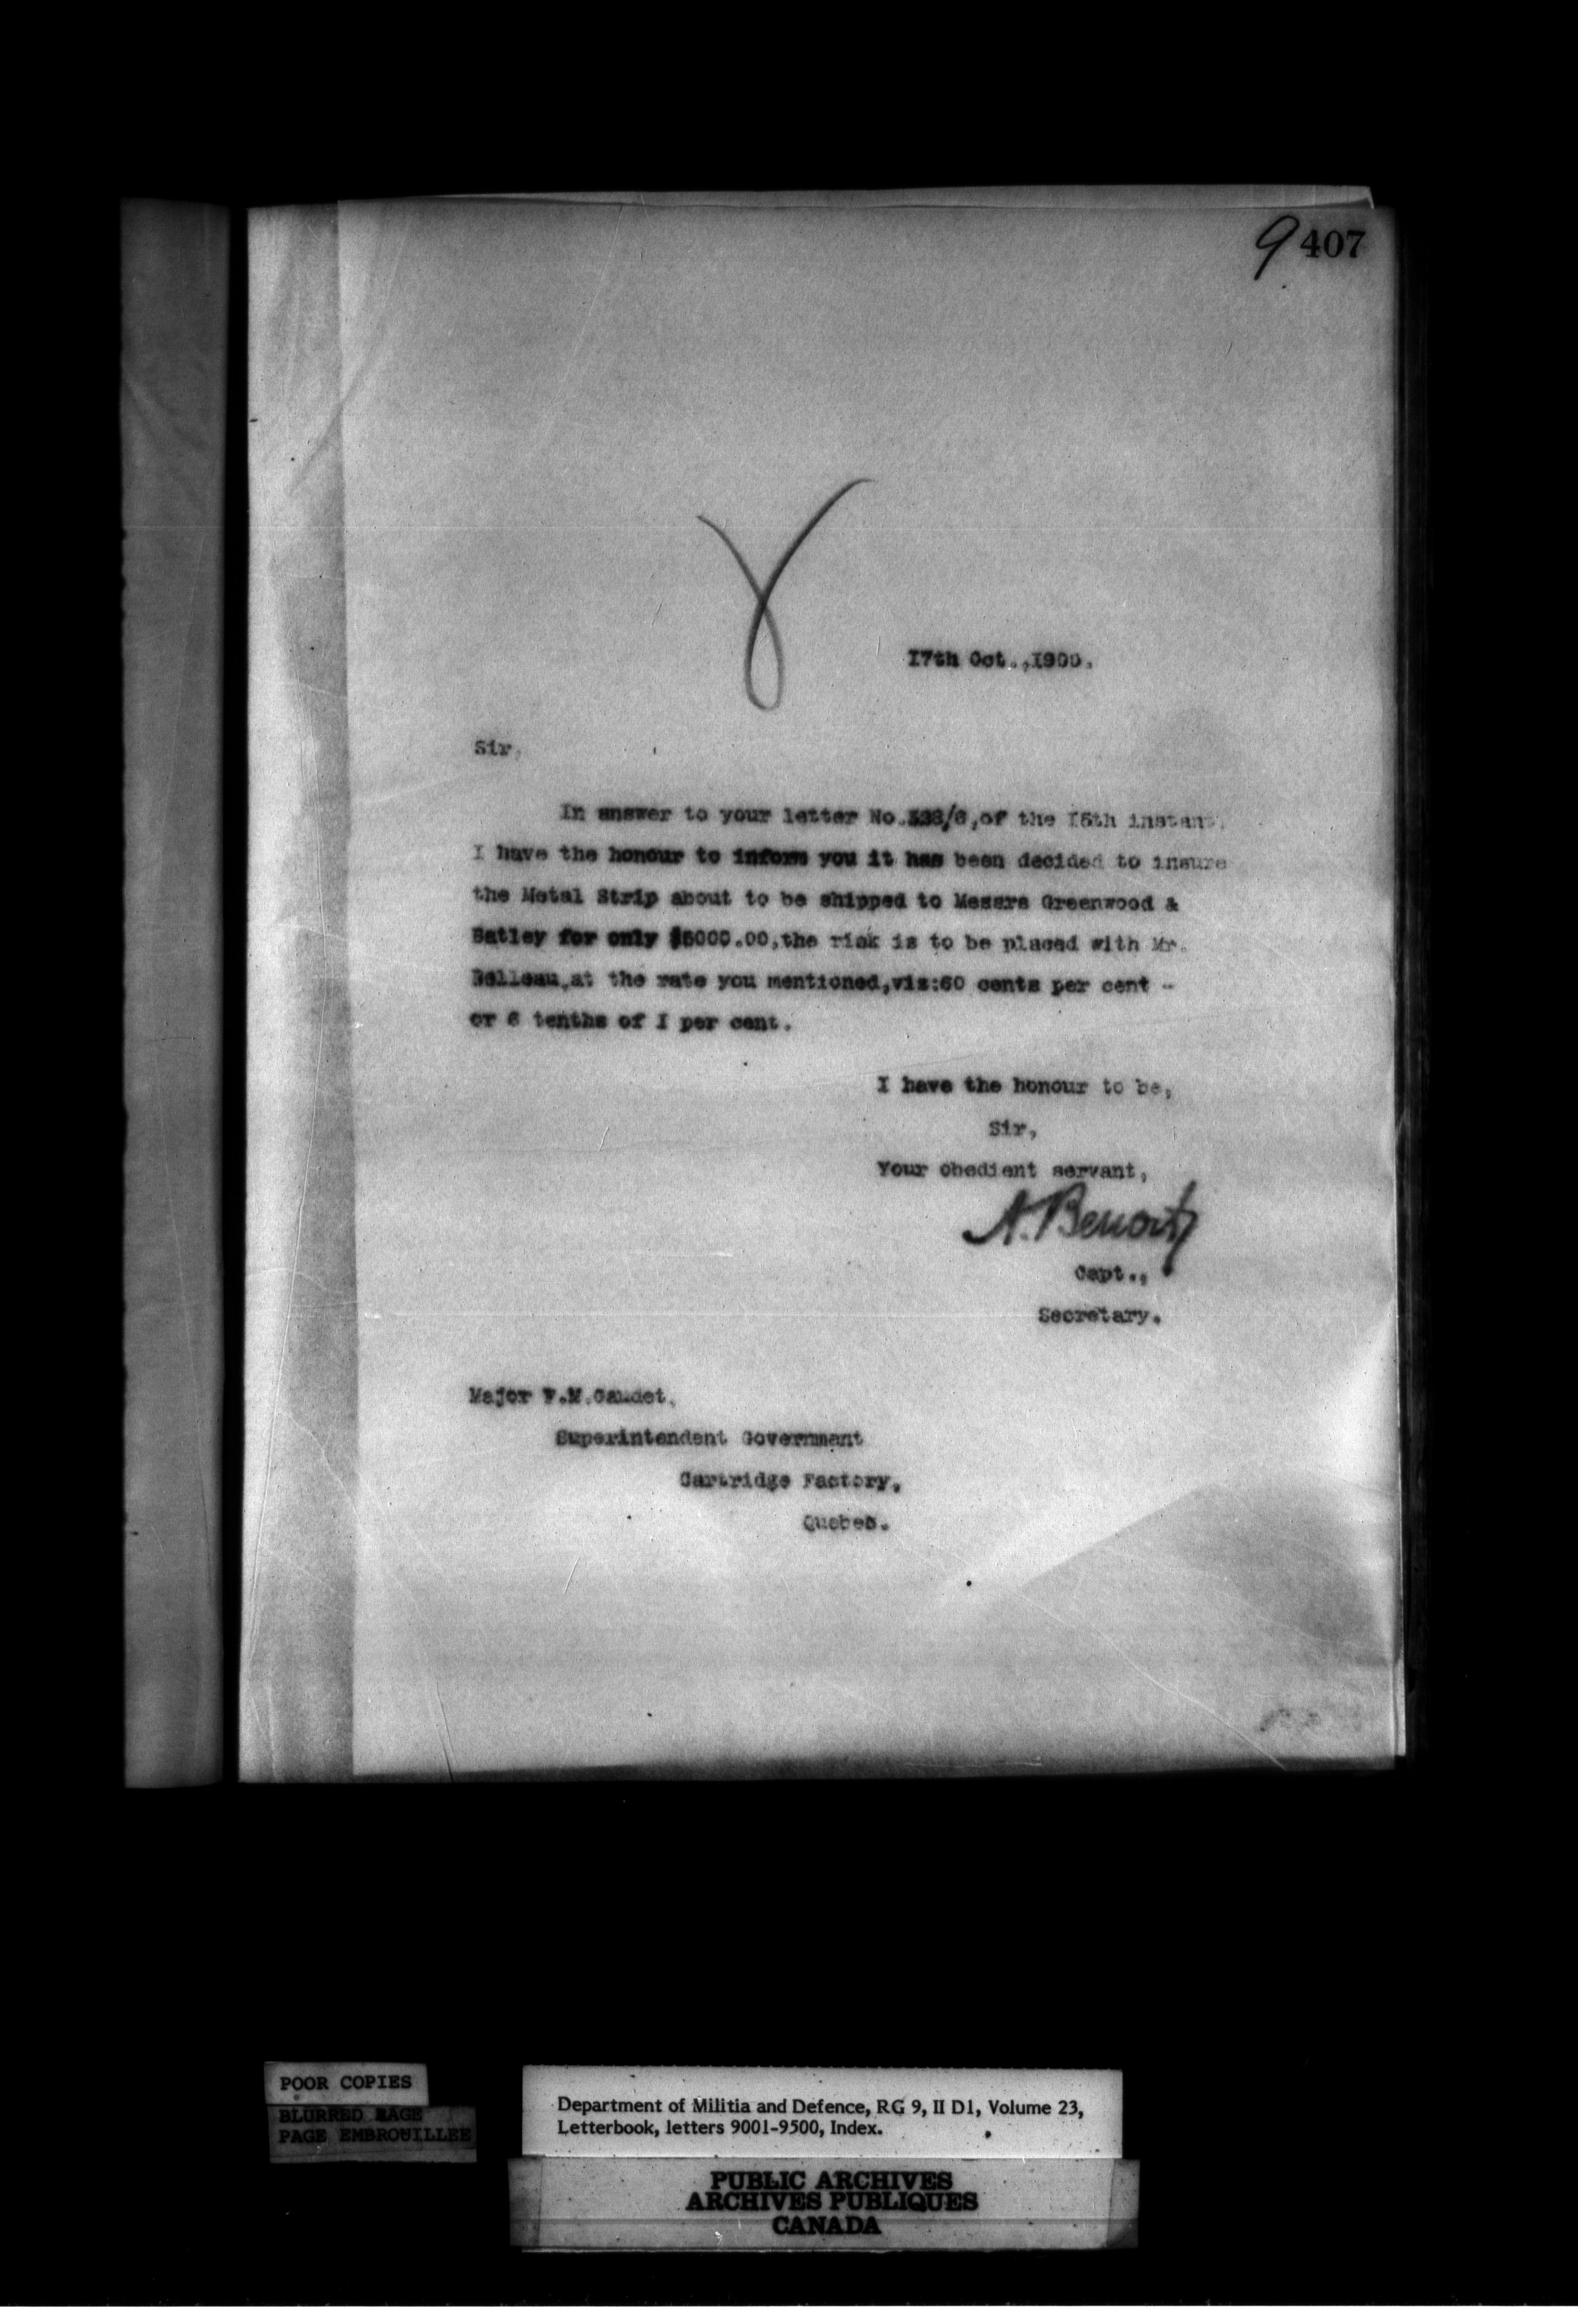 9407
17th Oct.,1900.
Sir,
In answer to your letter No. /6,of the 15th instant,
I have the honour to inform you it has been decided to insure
the Metal Strip about to be shipped to Messrs Greenwood &
Batley for only $5000.00,the risk is to be placed with Mr.
Belleau,at the rate you mentioned,viz:60 cents per cent -
or 6 tenths of I per cent.
I have the honour to be,
Sir,
Your obedient servant,
A. Benoit
Capt.,
Secretary.
Major F.M.Gaudet,
Superintendent Government
Cartridge Factory,
Quebec.
POOR COPIES
BLURRED PAGE
PAGE EMBROUILLEE
Department of Militia and Defence, RG 9, II D1, Volume 23,
Letterbook, letters 9001-9500, Index.
PUBLIC ARCHIVES
ARCHIVES PUBLIQUES
CANADA